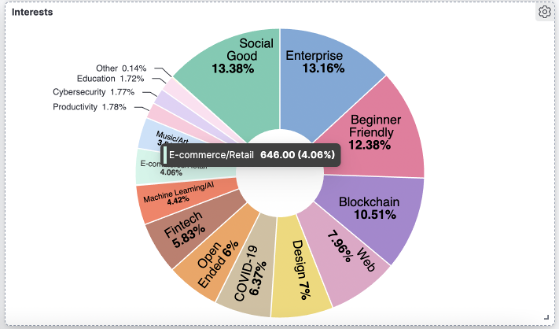 Interests
Social
Good
13.38%
Enterprise
13.16%
Beginner
Friendly
12.38%
Blockchain
10.51%
Web
7.96%
Design 7%
COVID-19
6.37%
Open
Ended 6%
Fintech
5.83%
Machine Learning/AI
4.42%
4.06%
Music/Art
Productivity 1.78%
Cybersecurity 1.77%
Education 1.72%
Other 0.14%
E-commerce/Retail 646.00 (4.06%)